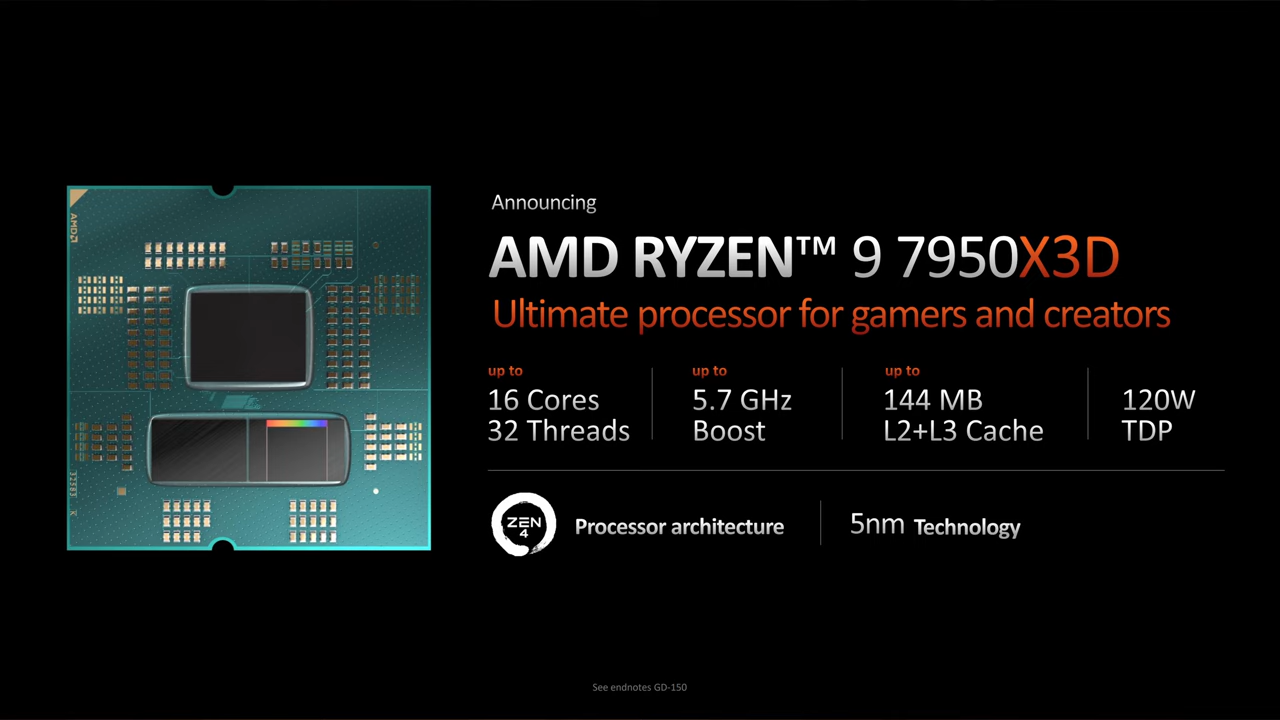 AMD
32583 K
Announcing
AMD RYZEN™ 9 7950X3D
Ultimate processor for gamers and creators
up to
16 Cores
32 Threads
up to
5.7 GHz
Boost
up to
144 MB
L2+L3 Cache
120W
TDP
ZEN
4
Processor architecture
5nm Technology
See endnotes GD-150